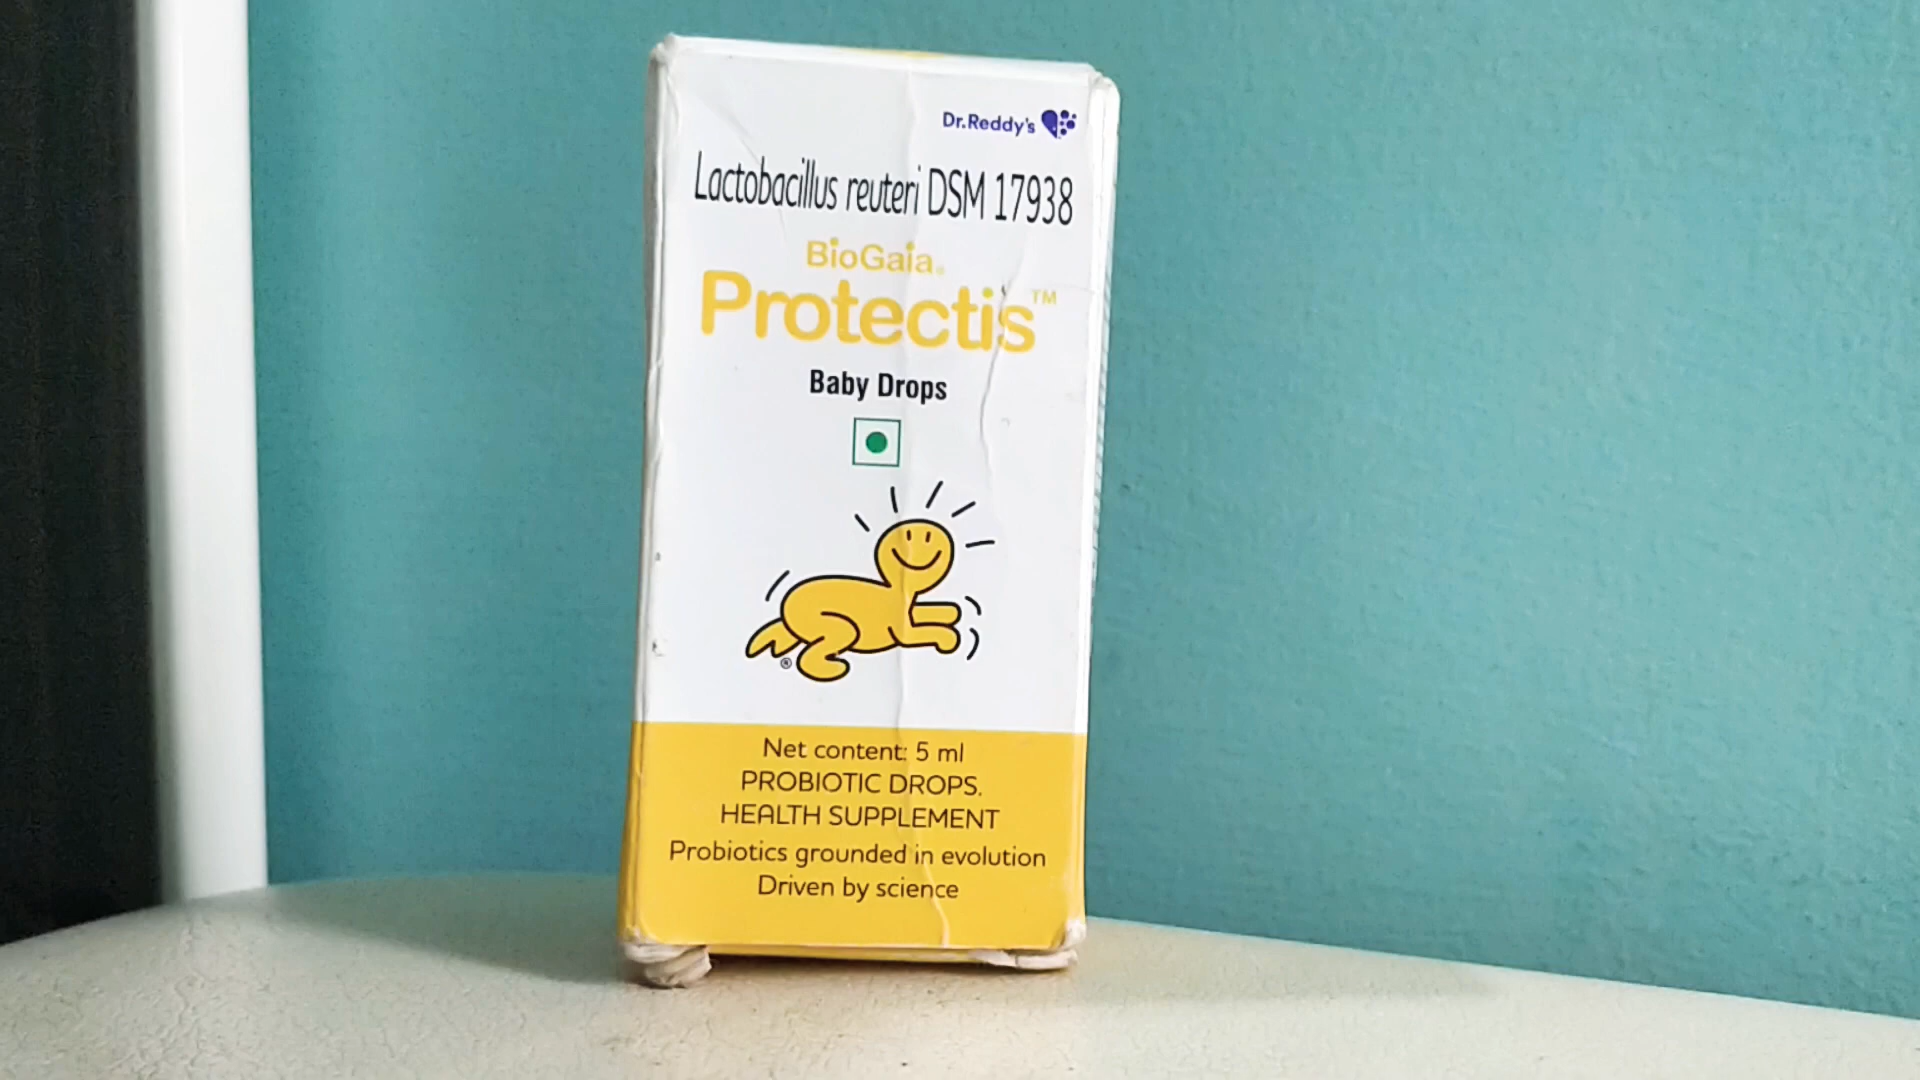 Dr.Reddy's
Lactobacillus reuteri DSM 17938
BioGaia®
Protectis™
Baby Drops
®
Net content: 5 ml
PROBIOTIC DROPS.
HEALTH SUPPLEMENT
Probiotics grounded in evolution
Driven by science